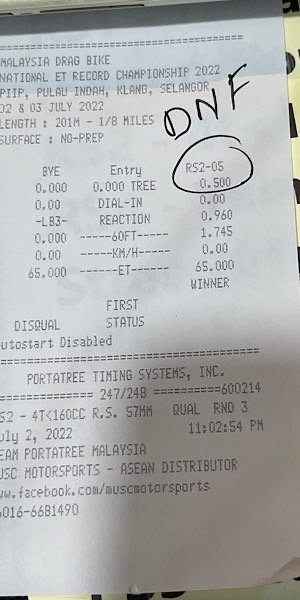 MALAYSIA DRAG BIKE
NATIONAL ET RECORD CHAMPIONSHIP 2022
PIIP, PULAU INDAH, KLANG, SELANGOR
02 & 03 JULY 2022
LENGTH : 201M - 1/8 MILES
SURFACE : NO-PREP
DNF
BYE Entry RS2-05
0.000 0.000 TREE 0.500
0.00 DIAL-IN 0.00
-LB3- REACTION 0.960
0.000 -----60FT----- 1.745
0.00 -----KM/H----- 0.00
65.000 ------ET------ 65.000
WINNER
FIRST
DISQUAL STATUS
utostart Disabled
PORTATREE TIMING SYSTEMS, INC.
============= 247/248 ==========600214
S2 - 4T<160CC R.S. 57MM QUAL RND 3
uly 2, 2022 11:02:54 PM
EAM PORTATREE MALAYSIA
USC MOTORSPORTS - ASEAN DISTRIBUTOR
ww.facebook.com/muscmotorsports
016-6681490